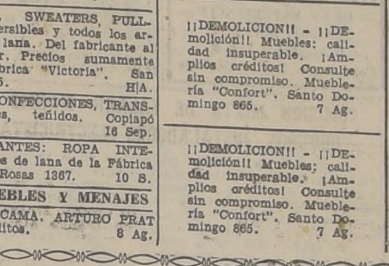 SWEATERS, PULL-
ersibles y todos los ar-
lana. Del fabricante al
r. Precios sumamente
brica "Victoria". San
5. H|A.
ONFECCIONES, TRANS-
s, teñidos. Copiapó
16 Sep.
ANTES: ROPA INTE-
os de lana de la Fábrica
Rosas 1367. 10 S.
EBLES Y MENAJES
CAMA. ARTURO PRAT
ditos. 8 Ag.
¡¡DEMOLICION!! - ¡¡DE-
molición!! Muebles; cali-
dad insuperable. ¡Am-
plios créditos! Consulte
sin compromiso. Mueble-
ría "Confort". Santo Do-
mingo 865. 7 Ag.
¡¡DEMOLICION!! - ¡¡DE-
molición!! Muebles; cali-
dad insuperable. ¡Am-
plios créditos! Consulte
sin compromiso. Mueble-
ría "Confort". Santo Do-
mingo 865. 7 Ag.